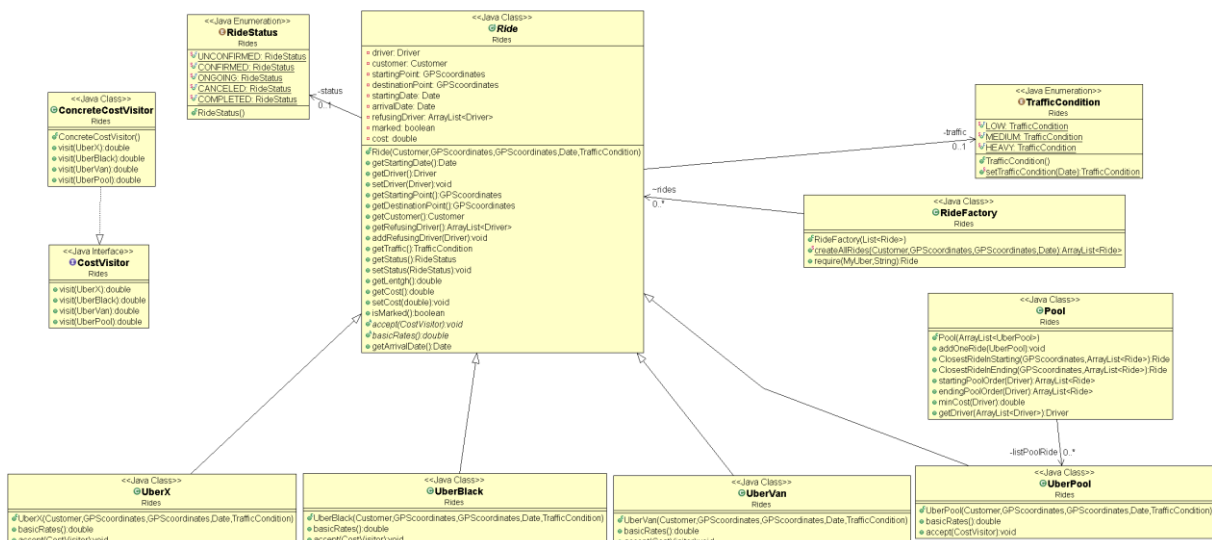 <<Java Enumeration>>
RideStatus
Rides
UNCONFIRMED: RideStatus
CONFIRMED: RideStatus
ONGOING: RideStatus
CANCELED: RideStatus
COMPLETED: RideStatus
RideStatus()
-status
0..1
<<Java Class>>
Ride
Rides
driver: Driver
customer: Customer
startingPoint: GPScoordinates
destinationPoint: GPScoordinates
startingDate: Date
arrivalDate: Date
refusingDriver: ArrayList<Driver>
marked: boolean
cost: double
Ride(Customer,GPScoordinates,GPScoordinates,Date,TrafficCondition)
getStartingDate():Date
getDriver():Driver
setDriver(Driver):void
getStartingPoint():GPScoordinates
getDestinationPoint():GPScoordinates
getCustomer():Customer
getRefusingDriver():ArrayList<Driver>
addRefusingDriver(Driver):void
getTraffic():TrafficCondition
getStatus():RideStatus
setStatus(RideStatus):void
getLentgh():double
getCost():double
setCost(double):void
isMarked():boolean
accept(CostVisitor):void
basicRates():double
getArrivalDate():Date
<<Java Class>>
ConcreteCostVisitor
Rides
ConcreteCostVisitor()
visit(UberX):double
visit(UberBlack):double
visit(UberVan):double
visit(UberPool):double
<<Java Interface>>
CostVisitor
Rides
visit(UberX):double
visit(UberBlack):double
visit(UberVan):double
visit(UberPool):double
<<Java Enumeration>>
TrafficCondition
Rides
LOW: TrafficCondition
MEDIUM: TrafficCondition
HEAVY: TrafficCondition
TrafficCondition()
setTrafficCondition(Date):TrafficCondition
-traffic
0..1
~rides
0..*
<<Java Class>>
RideFactory
Rides
RideFactory(List<Ride>)
createAllRides(Customer,GPScoordinates,GPScoordinates,Date):ArrayList<Ride>
require(MyUber,String):Ride
<<Java Class>>
Pool
Rides
Pool(ArrayList<UberPool>)
addOneRide(UberPool):void
ClosestRideInStarting(GPScoordinates,ArrayList<Ride>):Ride
ClosestRideInEnding(GPScoordinates,ArrayList<Ride>):Ride
startingPoolOrder(Driver):ArrayList<Ride>
endingPoolOrder(Driver):ArrayList<Ride>
minCost(Driver):double
getDriver(ArrayList<Driver>):Driver
-listPoolRide
0..*
<<Java Class>>
UberX
Rides
UberX(Customer,GPScoordinates,GPScoordinates,Date,TrafficCondition)
basicRates():double
accept(CostVisitor):void
<<Java Class>>
UberBlack
Rides
UberBlack(Customer,GPScoordinates,GPScoordinates,Date,TrafficCondition)
basicRates():double
accept(CostVisitor):void
<<Java Class>>
UberVan
Rides
UberVan(Customer,GPScoordinates,GPScoordinates,Date,TrafficCondition)
basicRates():double
accept(CostVisitor):void
<<Java Class>>
UberPool
Rides
UberPool(Customer,GPScoordinates,GPScoordinates,Date,TrafficCondition)
basicRates():double
accept(CostVisitor):void